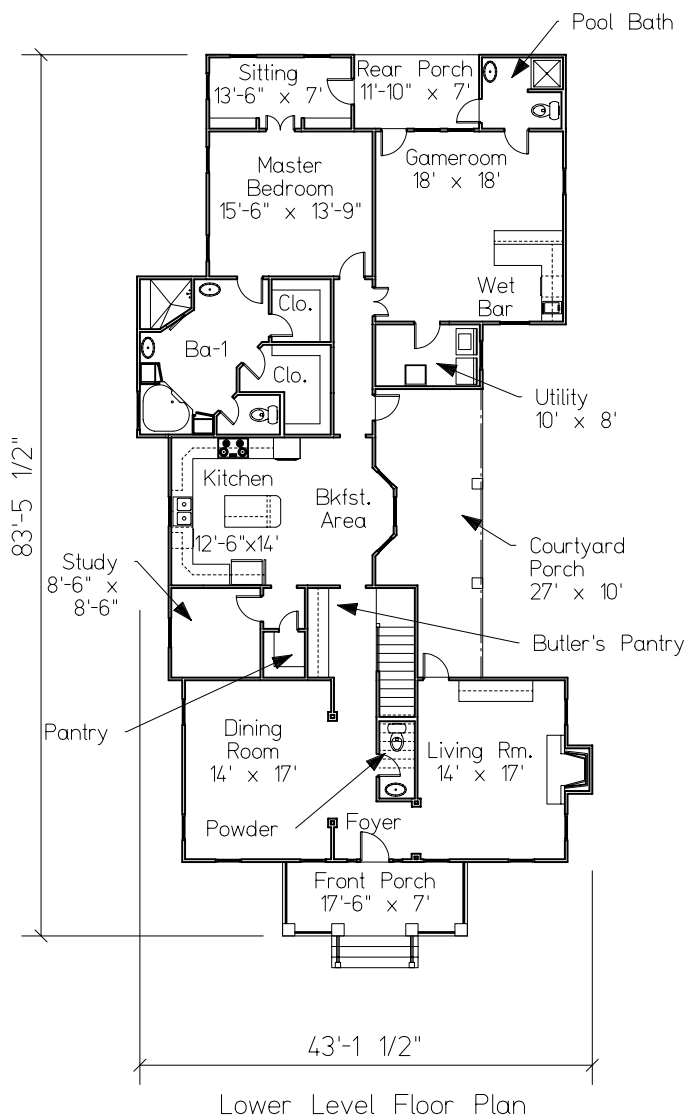 Pool Bath
Sitting
13'-6" x 7'
Rear Porch
11'-10" x 7'
Master
Bedroom
15'-6" x 13'-9"
Gameroom
18' x 18'
Wet
Bar
Clo.
Ba-1
Clo.
Utility
10' x 8'
83'-5 1/2"
Kitchen
12'-6"x14'
Bkfst.
Area
Study
8'-6" x
8'-6"
Courtyard
Porch
27' x 10'
Butler's Pantry
Pantry
Dining
Room
14' x 17'
Living Rm.
14' x 17'
Powder
Foyer
Front Porch
17'-6" x 7'
43'-1 1/2"
Lower Level Floor Plan